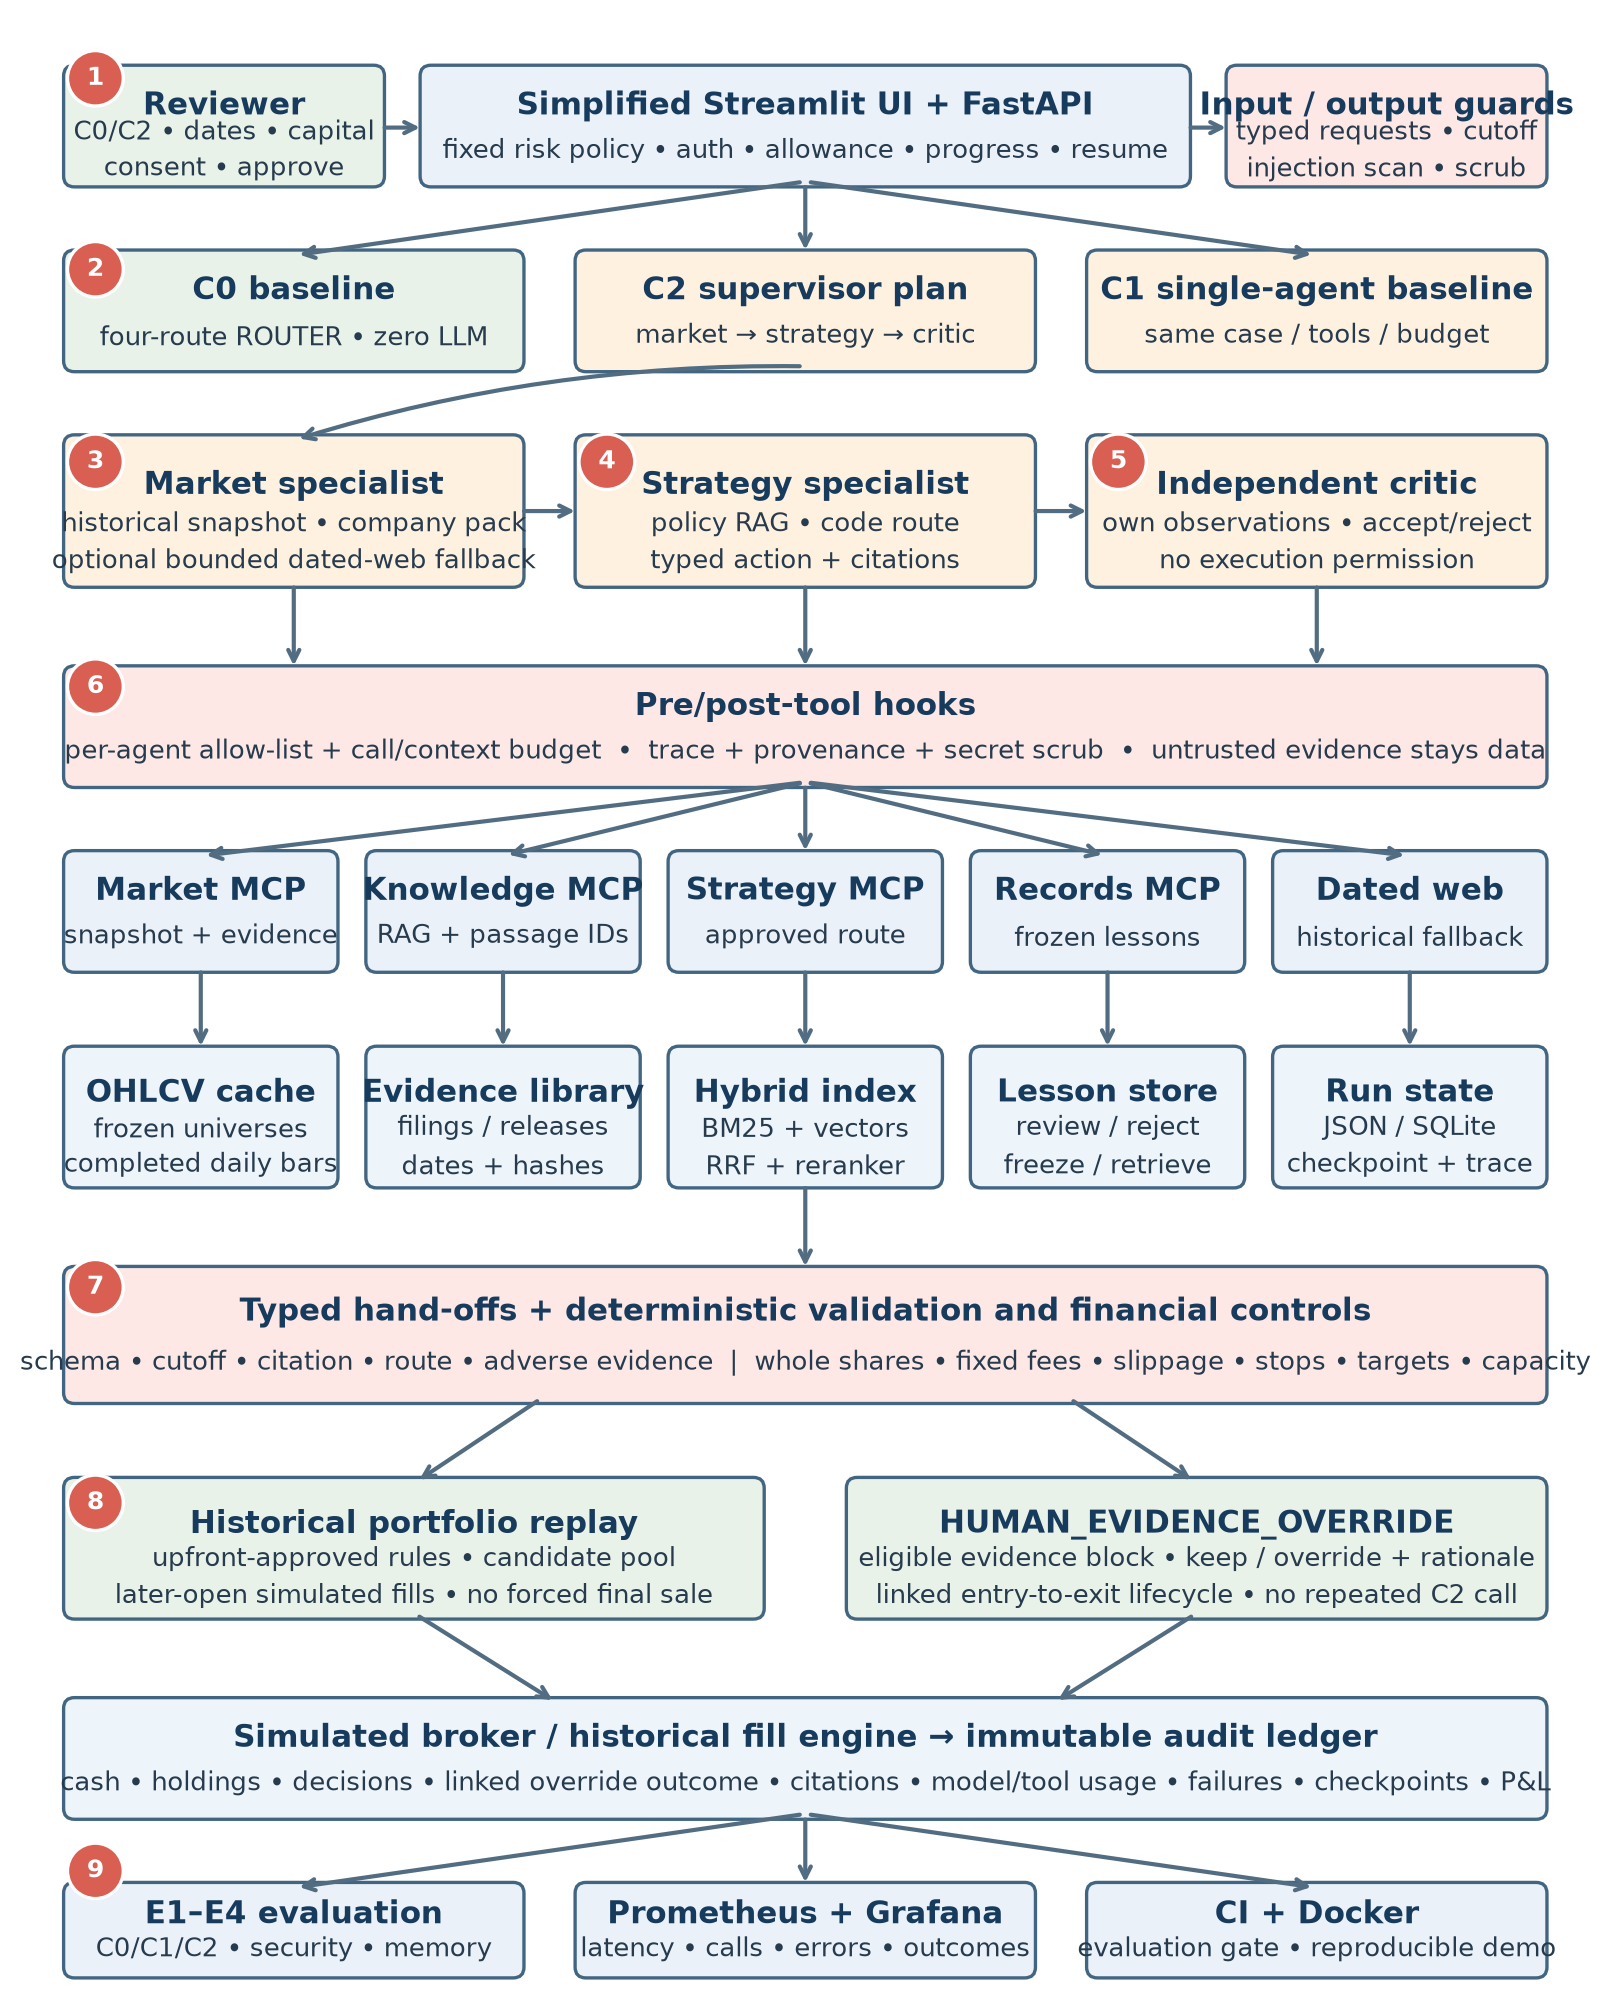 1
Reviewer
C0/C2 • dates • capital
consent • approve
Simplified Streamlit UI + FastAPI
fixed risk policy • auth • allowance • progress • resume
Input / output guards
typed requests • cutoff
injection scan • scrub
2
C0 baseline
four-route ROUTER • zero LLM
C2 supervisor plan
market → strategy → critic
C1 single-agent baseline
same case / tools / budget
3
Market specialist
historical snapshot • company pack
optional bounded dated-web fallback
4
Strategy specialist
policy RAG • code route
typed action + citations
5
Independent critic
own observations • accept/reject
no execution permission
6
Pre/post-tool hooks
per-agent allow-list + call/context budget • trace + provenance + secret scrub • untrusted evidence stays data
Market MCP
snapshot + evidence
Knowledge MCP
RAG + passage IDs
Strategy MCP
approved route
Records MCP
frozen lessons
Dated web
historical fallback
OHLCV cache
frozen universes
completed daily bars
Evidence library
filings / releases
dates + hashes
Hybrid index
BM25 + vectors
RRF + reranker
Lesson store
review / reject
freeze / retrieve
Run state
JSON / SQLite
checkpoint + trace
7
Typed hand-offs + deterministic validation and financial controls
schema • cutoff • citation • route • adverse evidence | whole shares • fixed fees • slippage • stops • targets • capacity
8
Historical portfolio replay
upfront-approved rules • candidate pool
later-open simulated fills • no forced final sale
HUMAN_EVIDENCE_OVERRIDE
eligible evidence block • keep / override + rationale
linked entry-to-exit lifecycle • no repeated C2 call
Simulated broker / historical fill engine → immutable audit ledger
cash • holdings • decisions • linked override outcome • citations • model/tool usage • failures • checkpoints • P&L
9
E1–E4 evaluation
C0/C1/C2 • security • memory
Prometheus + Grafana
latency • calls • errors • outcomes
CI + Docker
evaluation gate • reproducible demo